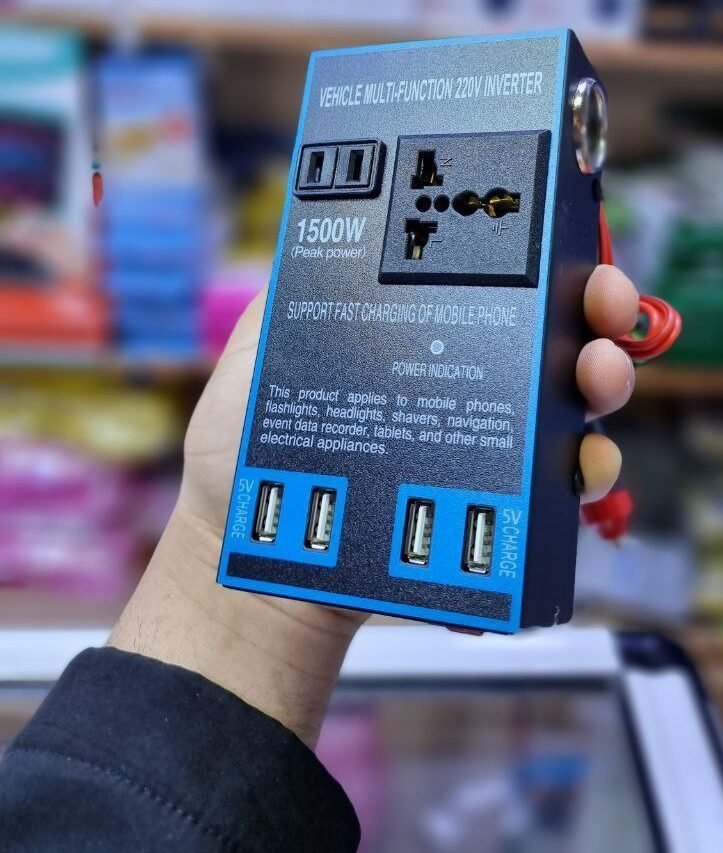 VEHICLE MULTI-FUNCTION 220V INVERTER
N
L
1500W
(Peak power)
SUPPORT FAST CHARGING OF MOBILE PHONE
POWER INDICATION
This product applies to mobile phones,
flashlights, headlights, shavers, navigation,
event data recorder, tablets, and other small
electrical appliances.
5V CHARGE
5V CHARGE